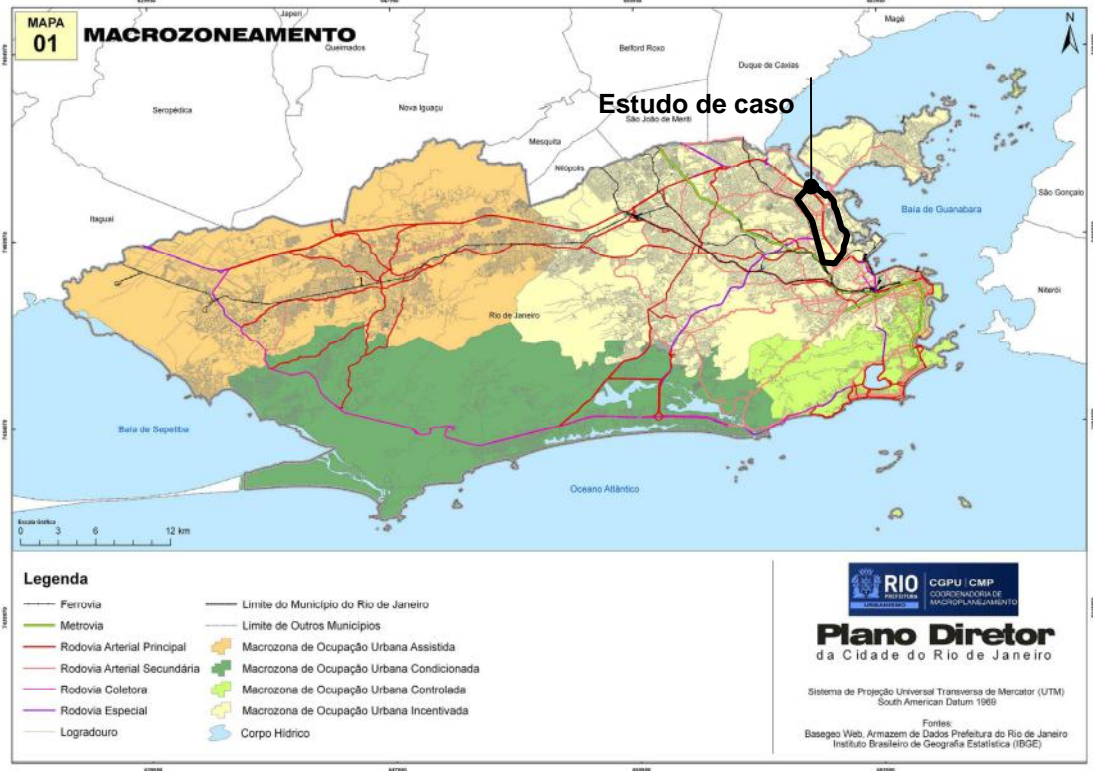 MAPA
01
MACROZONEAMENTO
Japeri
Queimados
Magé
N
Belford Roxo
Duque de Caxias
Seropédica
Nova Iguaçu
Estudo de caso
São João de Meriti
Mesquita
Nilópolis
São Gonçalo
Itaguaí
Baía de Guanabara
Niterói
Rio de Janeiro
Baía de Sepetiba
Oceano Atlântico
Escala Gráfica
0 3 6 12 km
Legenda
Ferrovia
Metrovia
Rodovia Arterial Principal
Rodovia Arterial Secundária
Rodovia Coletora
Rodovia Especial
Logradouro
Limite do Município do Rio de Janeiro
Limite de Outros Municípios
Macrozona de Ocupação Urbana Assistida
Macrozona de Ocupação Urbana Condicionada
Macrozona de Ocupação Urbana Controlada
Macrozona de Ocupação Urbana Incentivada
Corpo Hídrico
RIO
PREFEITURA
URBANISMO
CGPU | CMP
COORDENADORIA DE
MACROPLANEJAMENTO
Plano Diretor
da Cidade do Rio de Janeiro
Sistema de Projeção Universal Transversa de Mercator (UTM)
South American Datum 1969
Fontes:
Basegeo Web, Armazem de Dados Prefeitura do Rio de Janeiro
Instituto Brasileiro de Geografia Estatística (IBGE)